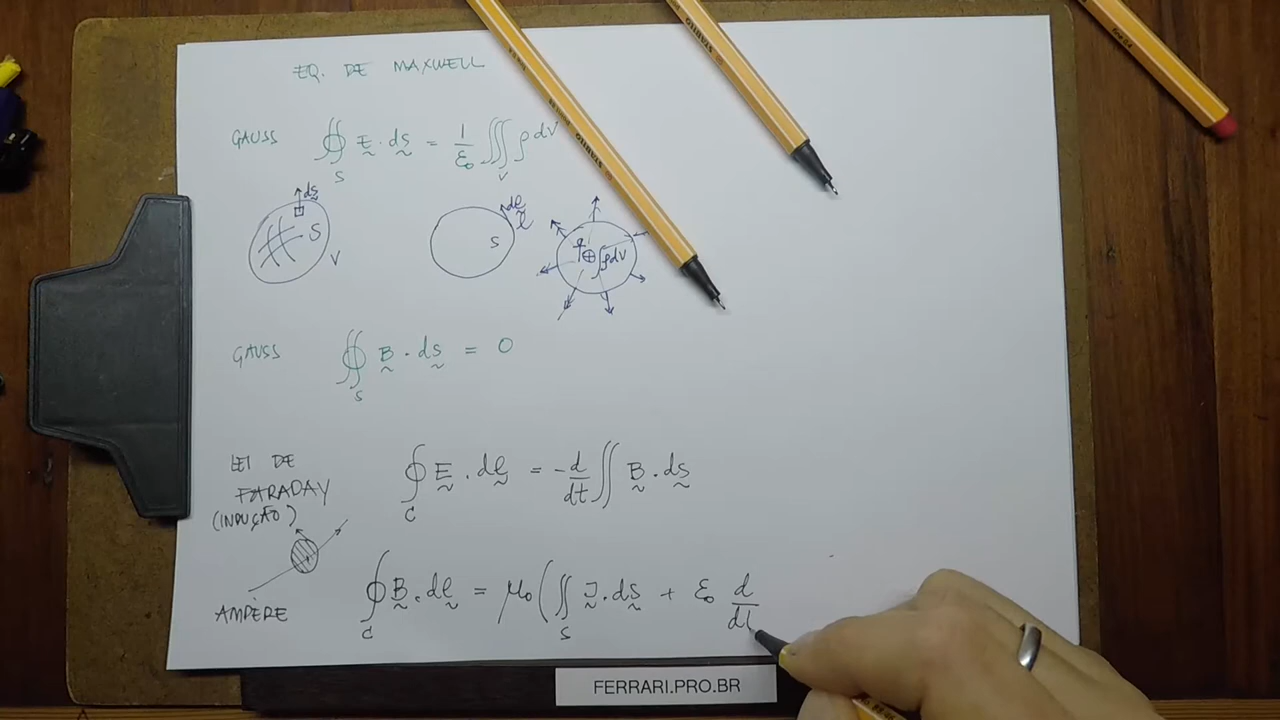 EQ. DE MAXWELL
GAUSS ∯ E · ds = 1/ε₀ ∭ ρ dV
S V
ds
S
V
dl
l
S
q ⊕ ∫ρdV
GAUSS ∯ B · ds = 0
S
LEI DE
FARADAY
(INDUÇÃO)
∮ E · dl = - d/dt ∬ B · ds
C
AMPÈRE ∮ B · dl = μ₀ ( ∬ J · ds + ε₀ d/dt
C S
FERRARI.PRO.BR